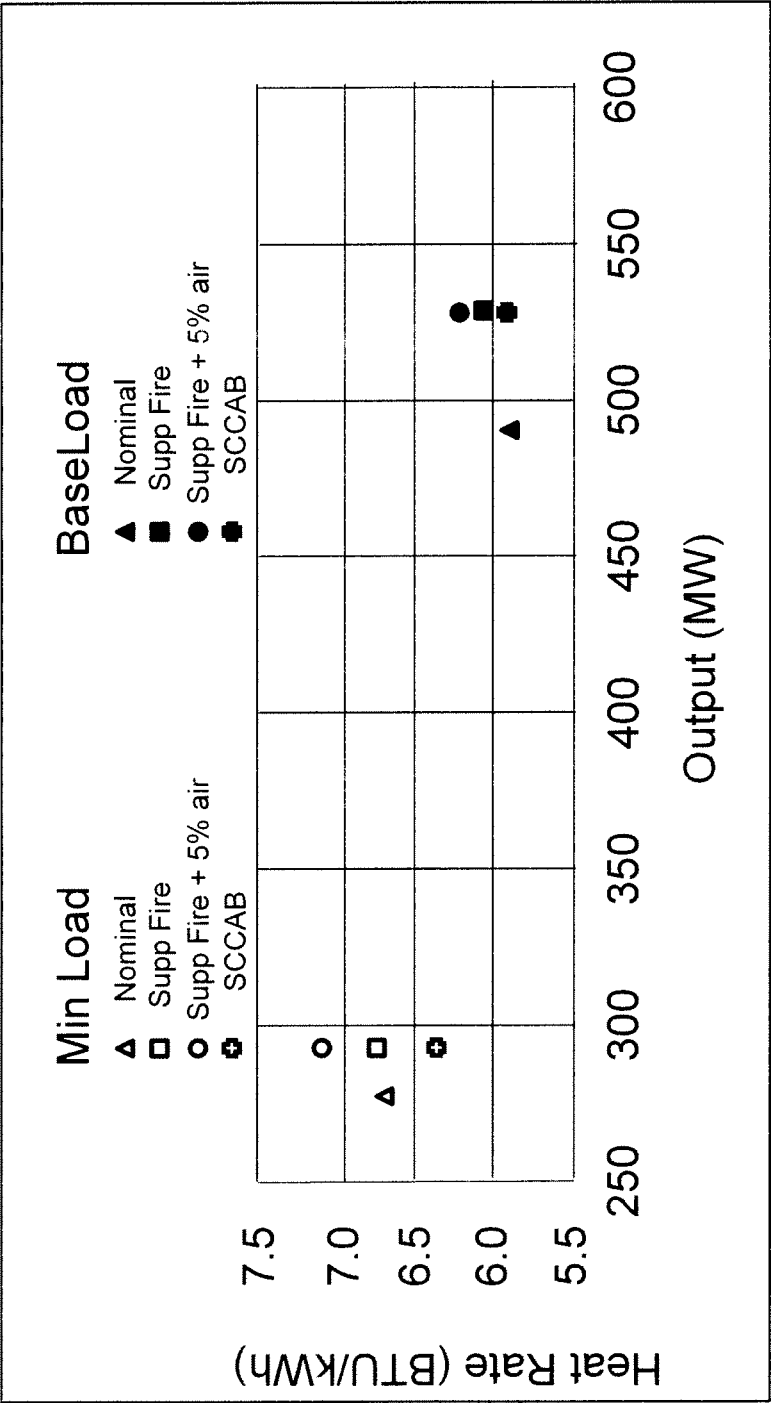 Min Load
Nominal
Supp Fire
Supp Fire + 5% air
SCCAB
BaseLoad
Nominal
Supp Fire
Supp Fire + 5% air
SCCAB
Heat Rate (BTU/kWh)
7.5
7.0
6.5
6.0
5.5
250
300
350
400
450
500
550
600
Output (MW)